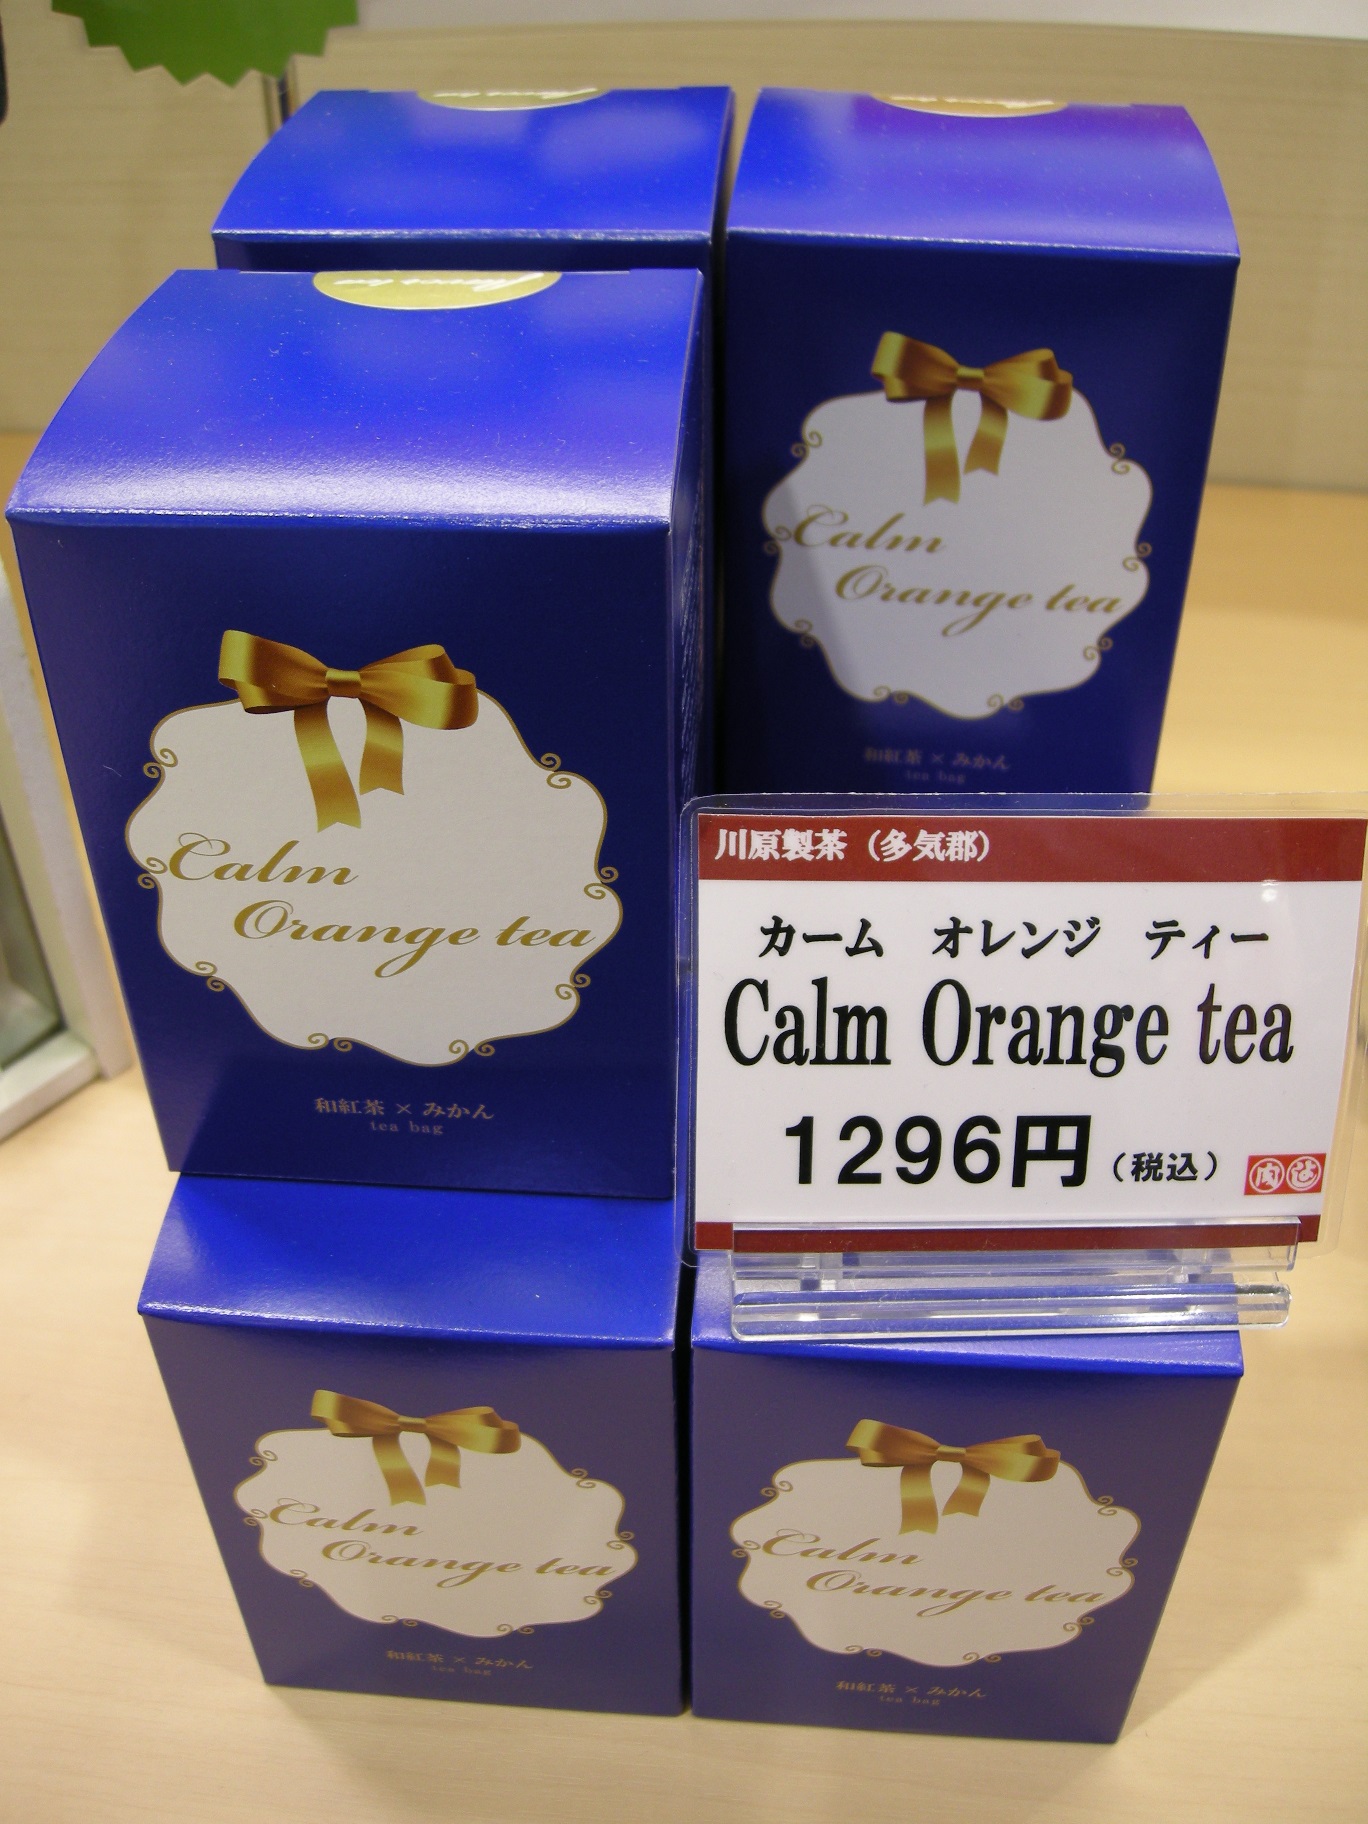 Calm
Orange tea
和紅茶 × みかん
tea bag
Calm
Orange tea
和紅茶 × みかん
tea bag
川原製茶（多気郡）
カーム オレンジ ティー
Calm Orange tea
1296円（税込）
Calm
Orange tea
和紅茶 × みかん
tea bag
Calm
Orange tea
和紅茶 × みかん
tea bag